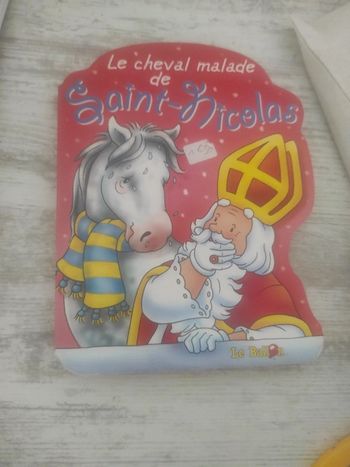 Le cheval malade
de
Saint-Nicolas
Le Ballon